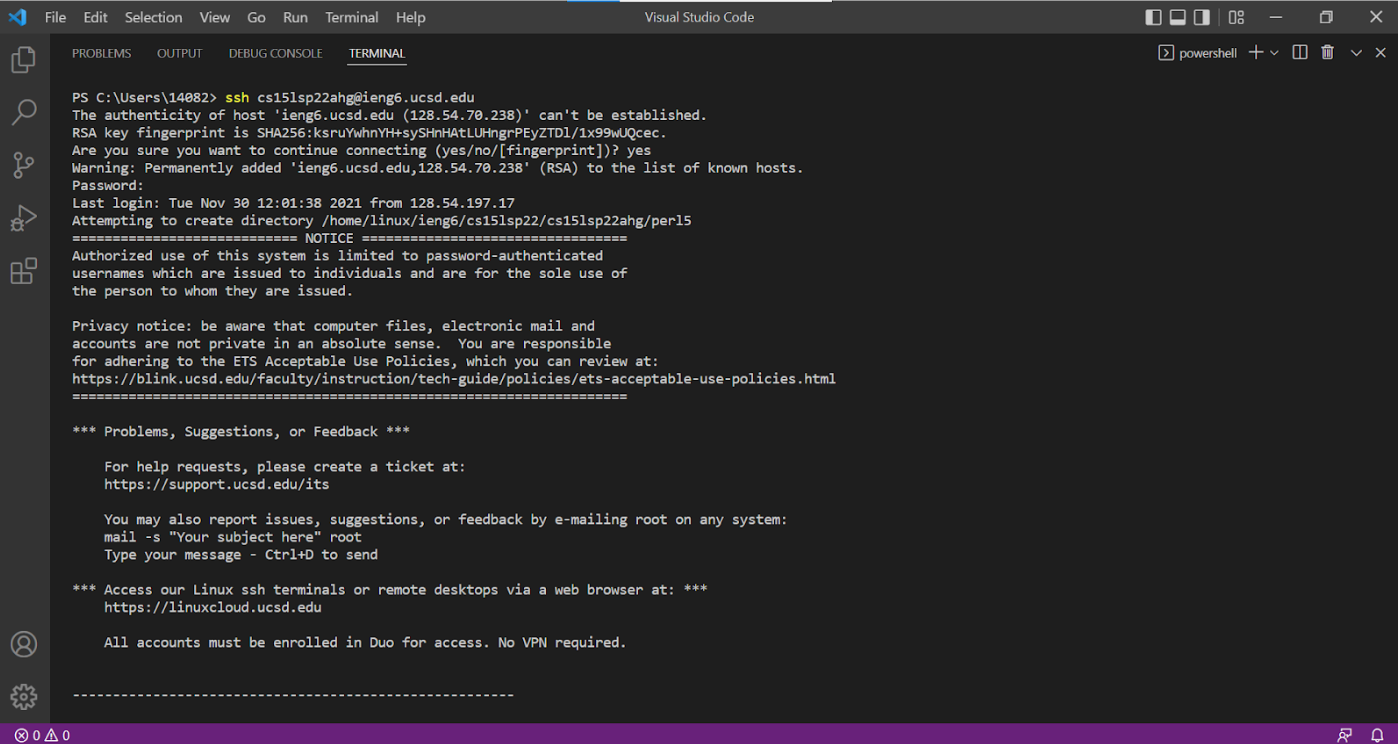 File Edit Selection View Go Run Terminal Help Visual Studio Code
PROBLEMS OUTPUT DEBUG CONSOLE TERMINAL powershell
PS C:\Users\14082> ssh cs15lsp22ahg@ieng6.ucsd.edu
The authenticity of host 'ieng6.ucsd.edu (128.54.70.238)' can't be established.
RSA key fingerprint is SHA256:ksruYwhnYH+sySHnHAtLUHngrPEyZTDl/1x99wUQcec.
Are you sure you want to continue connecting (yes/no/[fingerprint])? yes
Warning: Permanently added 'ieng6.ucsd.edu,128.54.70.238' (RSA) to the list of known hosts.
Password:
Last login: Tue Nov 30 12:01:38 2021 from 128.54.197.17
Attempting to create directory /home/linux/ieng6/cs15lsp22/cs15lsp22ahg/perl5
============================ NOTICE =================================
Authorized use of this system is limited to password-authenticated
usernames which are issued to individuals and are for the sole use of
the person to whom they are issued.
Privacy notice: be aware that computer files, electronic mail and
accounts are not private in an absolute sense.  You are responsible
for adhering to the ETS Acceptable Use Policies, which you can review at:
https://blink.ucsd.edu/faculty/instruction/tech-guide/policies/ets-acceptable-use-policies.html
=====================================================================
*** Problems, Suggestions, or Feedback ***
For help requests, please create a ticket at:
https://support.ucsd.edu/its
You may also report issues, suggestions, or feedback by e-mailing root on any system:
mail -s "Your subject here" root
Type your message - Ctrl+D to send
*** Access our Linux ssh terminals or remote desktops via a web browser at: ***
https://linuxcloud.ucsd.edu
All accounts must be enrolled in Duo for access. No VPN required.
-------------------------------------------------------
0 0